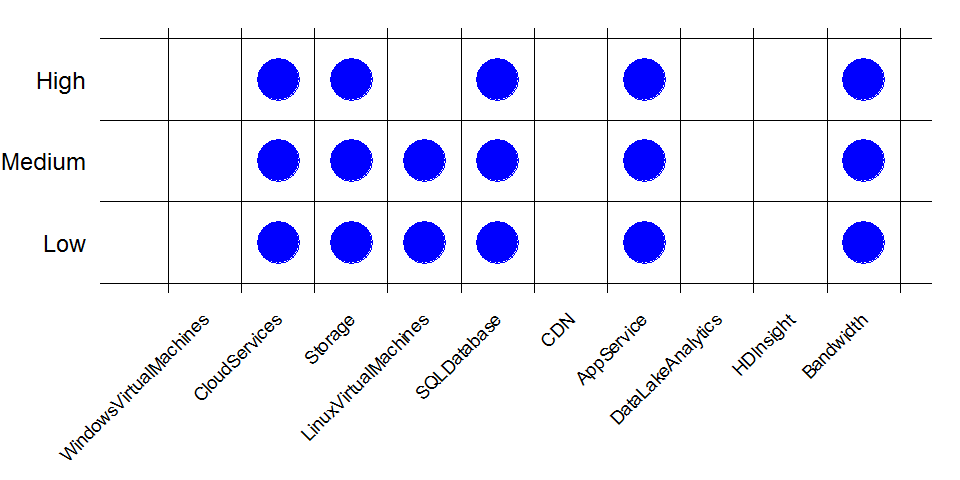 High
Medium
Low
WindowsVirtualMachines
CloudServices
Storage
LinuxVirtualMachines
SQLDatabase
CDN
AppService
DataLakeAnalytics
HDInsight
Bandwidth